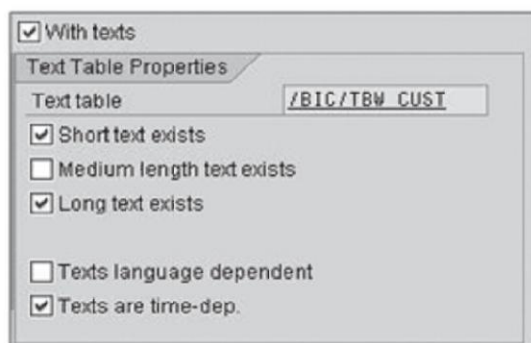 With texts
Text Table Properties
Text table /BIC/TBW_CUST
Short text exists
Medium length text exists
Long text exists
Texts language dependent
Texts are time-dep.